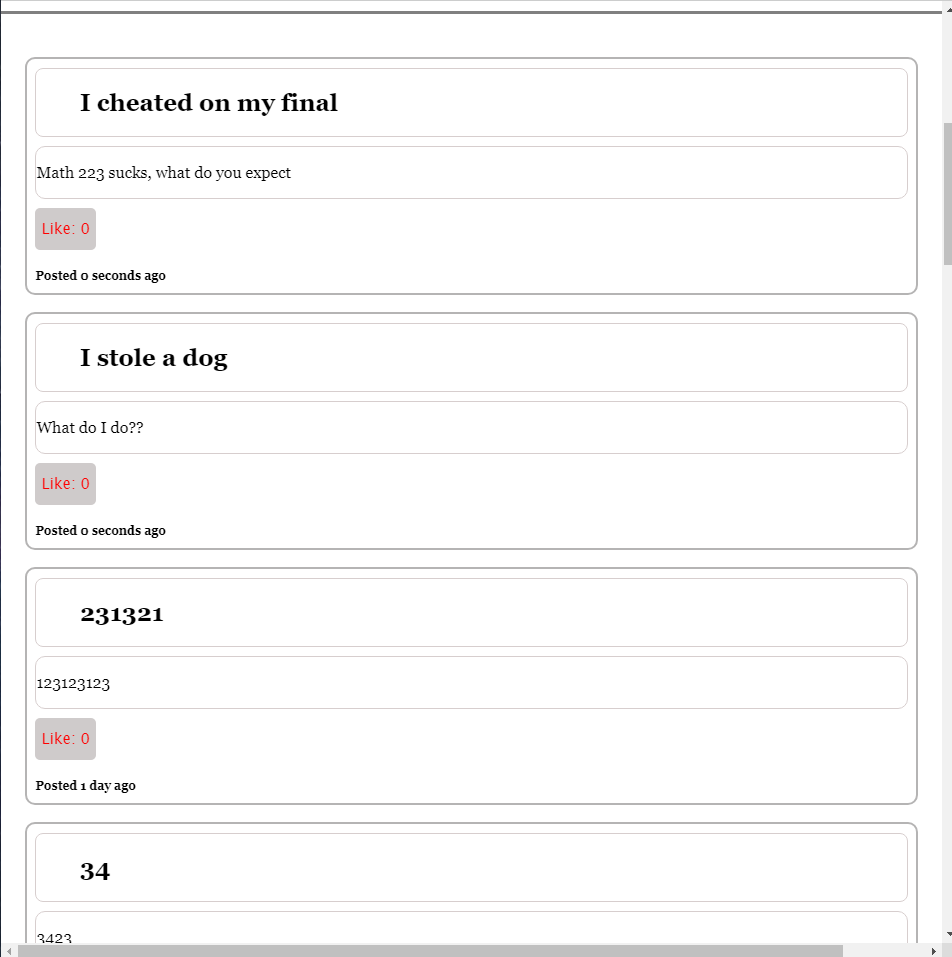 I cheated on my final
Math 223 sucks, what do you expect
Like: 0
Posted 0 seconds ago
I stole a dog
What do I do??
Like: 0
Posted 0 seconds ago
231321
123123123
Like: 0
Posted 1 day ago
34
3423